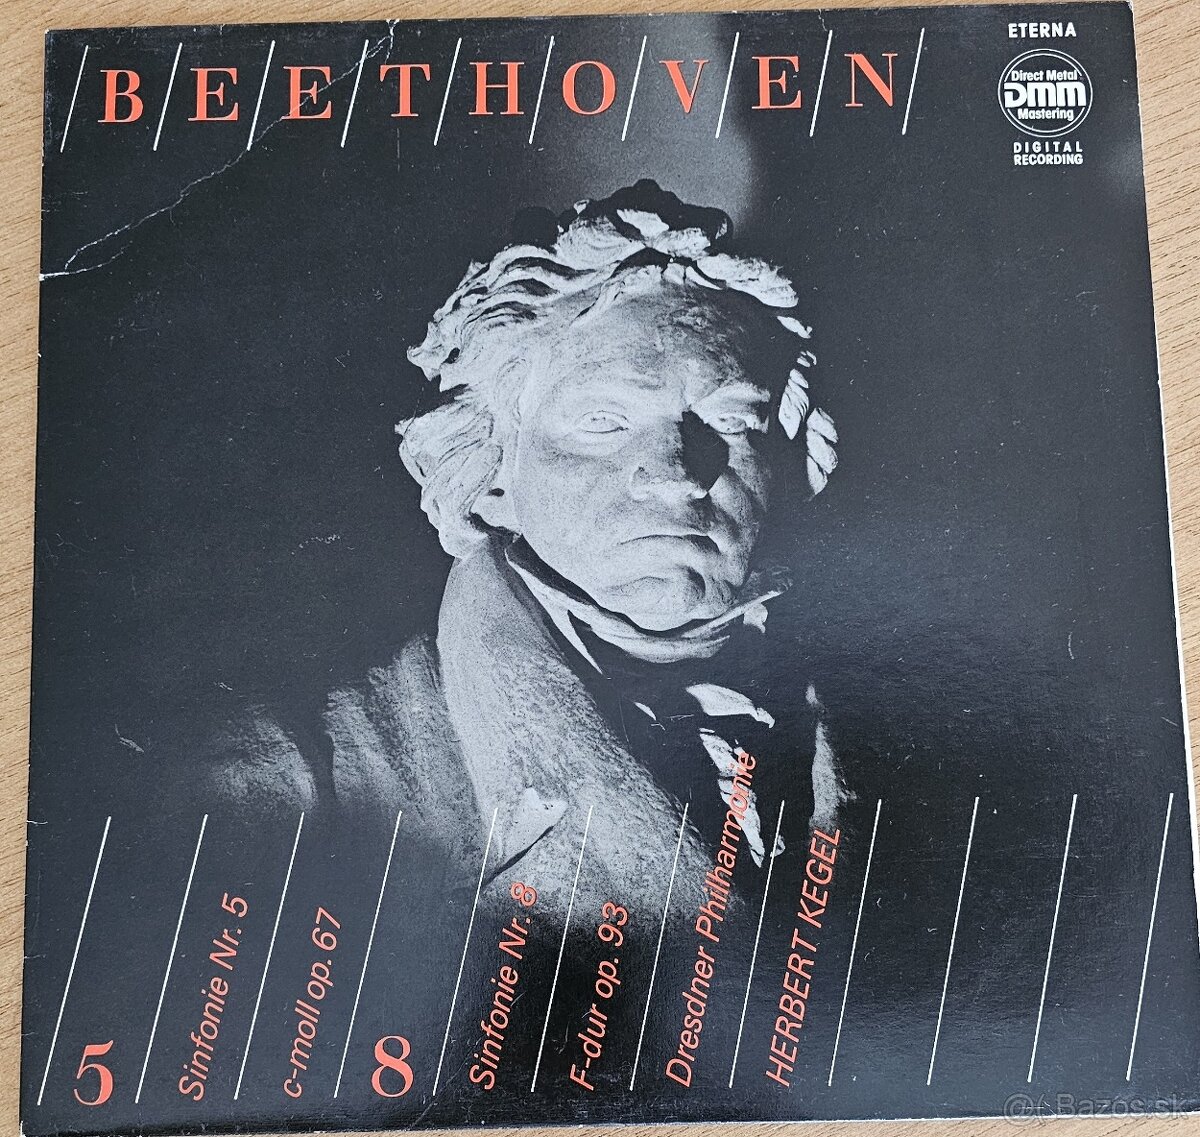 BEETHOVEN
ETERNA
Direct Metal
DMM
Mastering
DIGITAL
RECORDING
5
Sinfonie Nr. 5
c-moll op. 67
8
Sinfonie Nr. 8
F-dur op. 93
Dresdner Philharmonie
HERBERT KEGEL
Bazos.sk